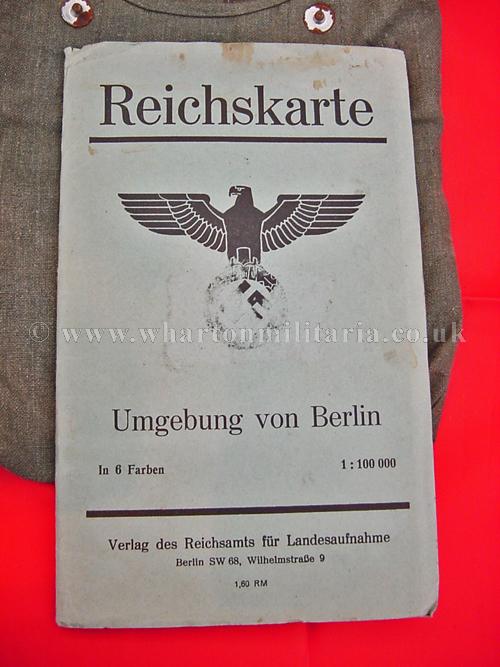 Reichskarte
© www.whartonmilitaria.co.uk
Umgebung von Berlin
In 6 Farben 1:100 000
Verlag des Reichsamts für Landesaufnahme
Berlin SW 68, Wilhelmstraße 9
1,60 RM